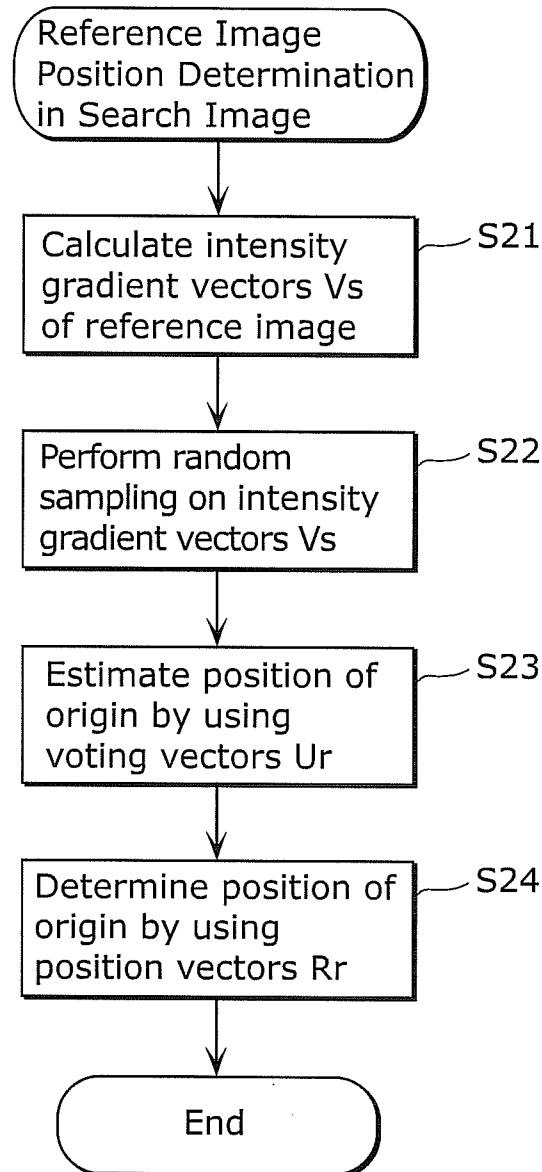 Reference Image
Position Determination
in Search Image
Calculate intensity
gradient vectors Vs
of reference image
S21
Perform random
sampling on intensity
gradient vectors Vs
S22
Estimate position of
origin by using
voting vectors Ur
S23
Determine position of
origin by using
position vectors Rr
S24
End